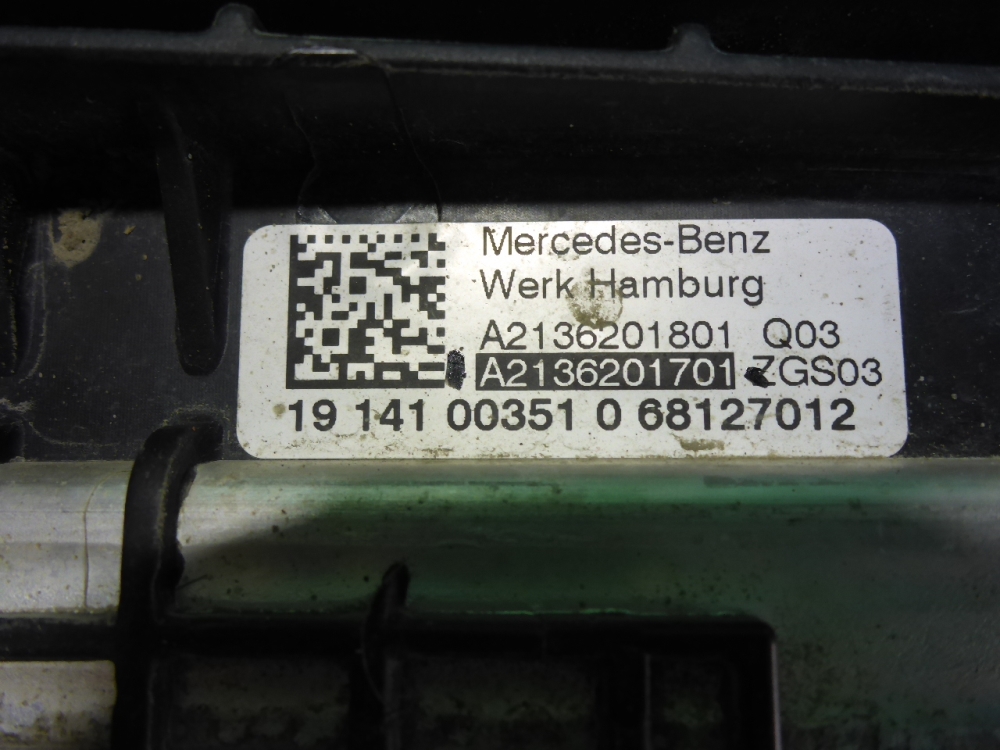 Mercedes-Benz
Werk Hamburg
A2136201801 Q03
A2136201701 ZGS03
19 141 00351 0 68127012